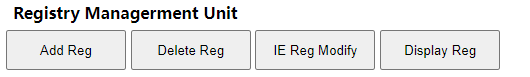 Registry Managerment Unit
Add Reg Delete Reg IE Reg Modify Display Reg